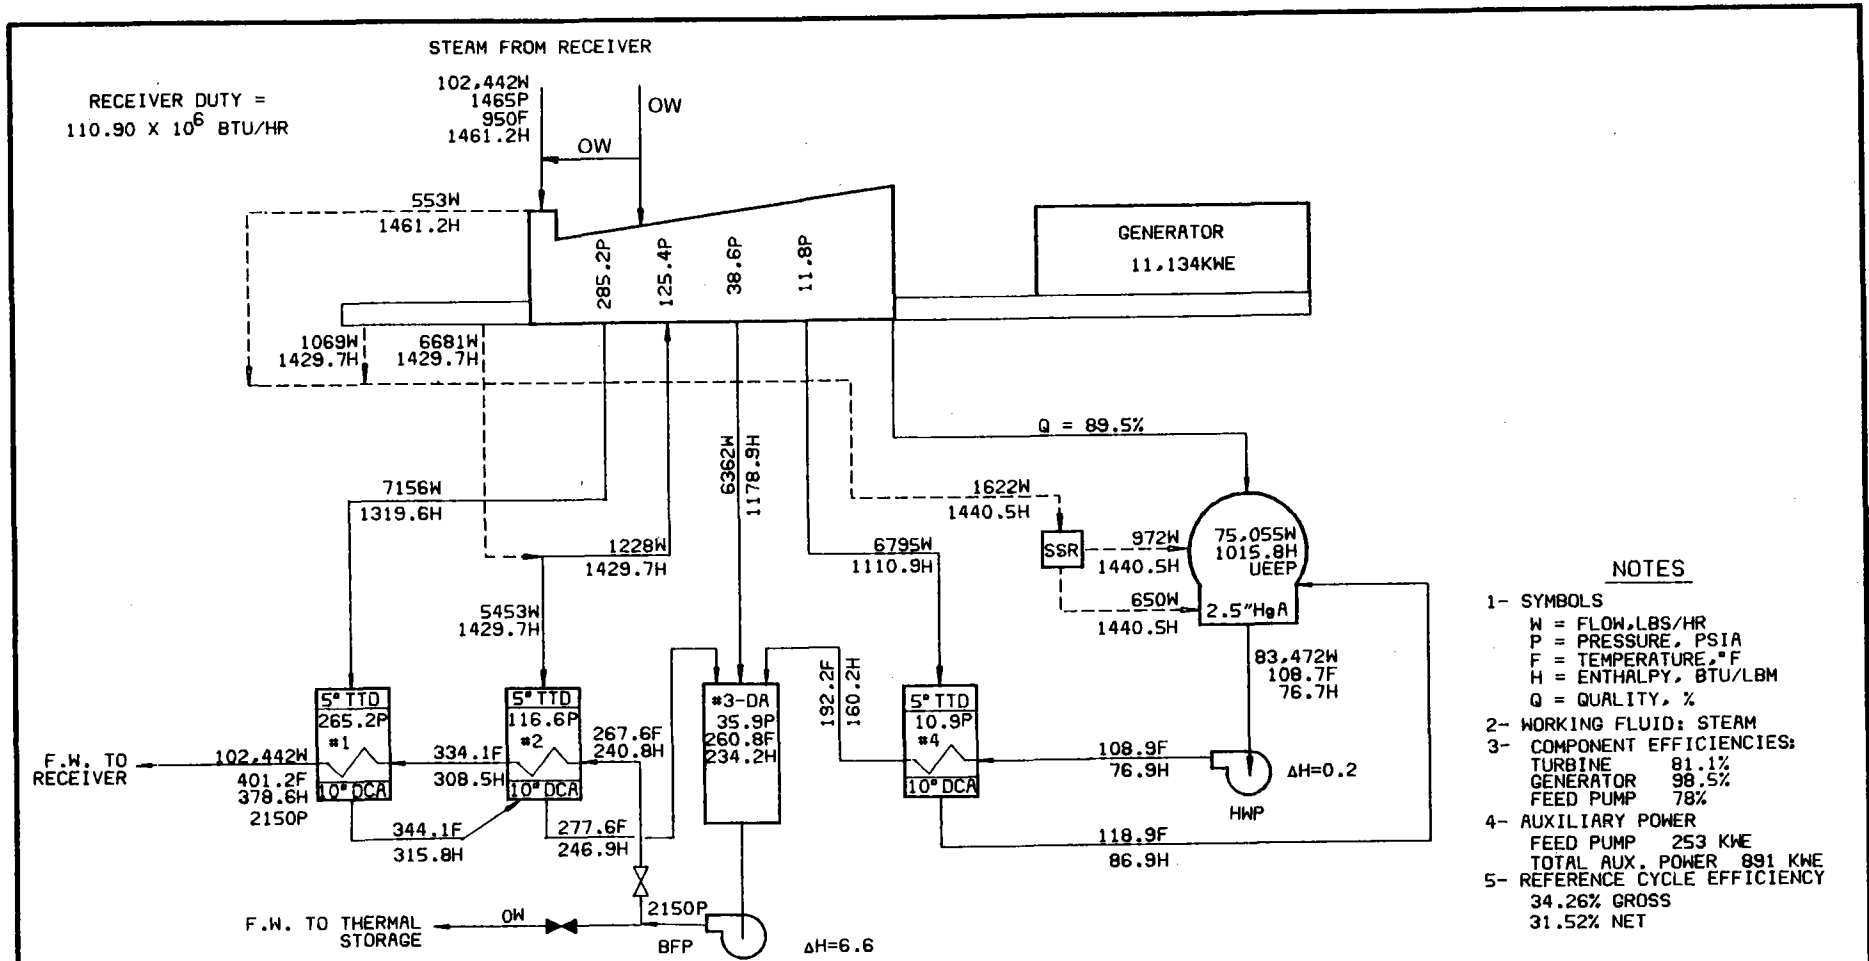 STEAM FROM RECEIVER
102,442W
1465P
950F
1461.2H
OW
OW
RECEIVER DUTY =
110.90 X 10^6 BTU/HR
553W
1461.2H
285.2P
125.4P
38.6P
11.8P
GENERATOR
11,134KWE
1069W
1429.7H
6681W
1429.7H
Q = 89.5%
7156W
1319.6H
6362W
1178.9H
1228W
1429.7H
6795W
1110.9H
1622W
1440.5H
SSR
972W
1440.5H
650W
1440.5H
75,055W
1015.8H
UEEP
2.5"HgA
5453W
1429.7H
83,472W
108.7F
76.7H
5° TTD
265.2P
#1
10° DCA
5° TTD
116.6P
#2
10° DCA
#3-DA
35.9P
260.8F
234.2H
5° TTD
10.9P
#4
10° DCA
192.2F
160.2H
267.6F
240.8H
334.1F
308.5H
F.W. TO
RECEIVER
102,442W
401.2F
378.6H
2150P
344.1F
315.8H
277.6F
246.9H
108.9F
76.9H
ΔH=0.2
HWP
118.9F
86.9H
F.W. TO THERMAL
STORAGE
OW
2150P
BFP
ΔH=6.6
NOTES
1- SYMBOLS
W = FLOW,LBS/HR
P = PRESSURE, PSIA
F = TEMPERATURE,°F
H = ENTHALPY, BTU/LBM
Q = QUALITY, %
2- WORKING FLUID: STEAM
3- COMPONENT EFFICIENCIES:
TURBINE 81.1%
GENERATOR 98.5%
FEED PUMP 78%
4- AUXILIARY POWER
FEED PUMP 253 KWE
TOTAL AUX. POWER 891 KWE
5- REFERENCE CYCLE EFFICIENCY
34.26% GROSS
31.52% NET